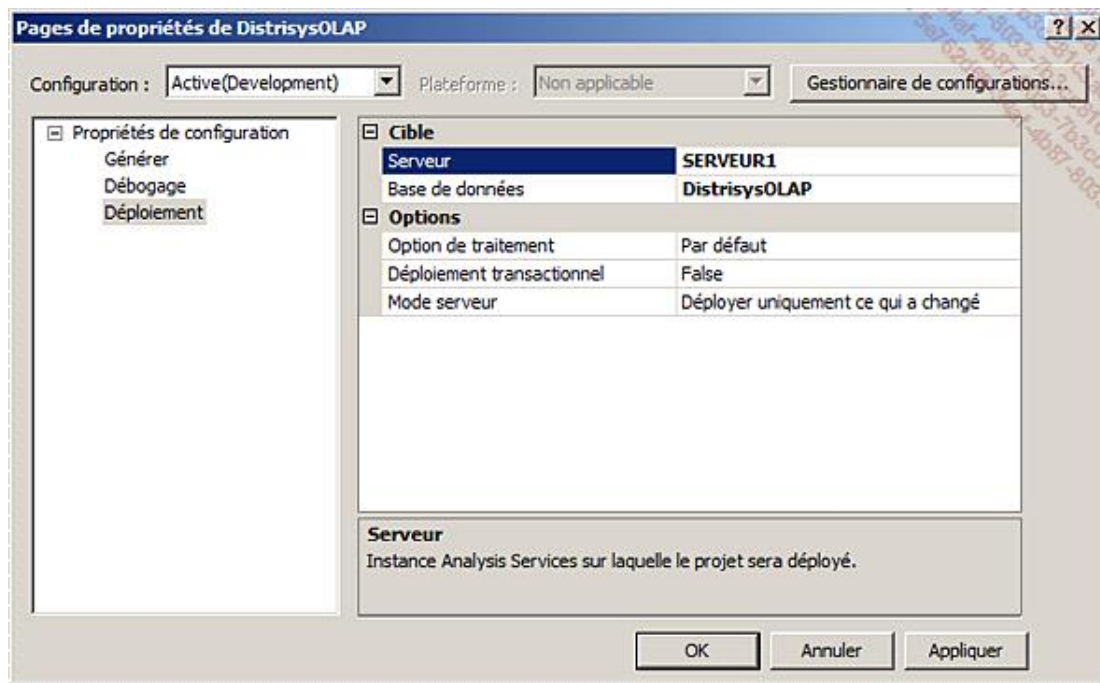 Pages de propriétés de DistrisysOLAP
Configuration : Active(Development) Plateforme : Non applicable Gestionnaire de configurations...
Propriétés de configuration
Générer
Débogage
Déploiement
Cible
Serveur SERVEUR1
Base de données DistrisysOLAP
Options
Option de traitement Par défaut
Déploiement transactionnel False
Mode serveur Déployer uniquement ce qui a changé
Serveur
Instance Analysis Services sur laquelle le projet sera déployé.
OK Annuler Appliquer